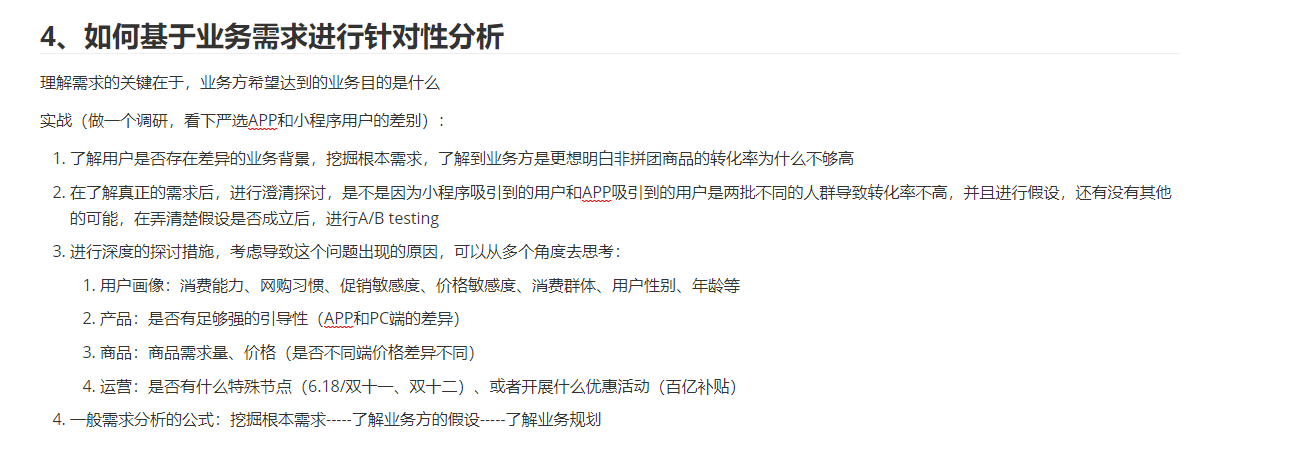 4、如何基于业务需求进行针对性分析
理解需求的关键在于，业务方希望达到的业务目的是什么
实战（做一个调研，看下严选APP和小程序用户的差别）：
1. 了解用户是否存在差异的业务背景，挖掘根本需求，了解到业务方是更想明白非拼团商品的转化率为什么不够高
2. 在了解真正的需求后，进行澄清探讨，是不是因为小程序吸引到的用户和APP吸引到的用户是两批不同的人群导致转化率不高，并且进行假设，还有没有其他
的可能，在弄清楚假设是否成立后，进行A/B testing
3. 进行深度的探讨措施，考虑导致这个问题出现的原因，可以从多个角度去思考：
1. 用户画像：消费能力、网购习惯、促销敏感度、价格敏感度、消费群体、用户性别、年龄等
2. 产品：是否有足够强的引导性（APP和PC端的差异）
3. 商品：商品需求量、价格（是否不同端价格差异不同）
4. 运营：是否有什么特殊节点（6.18/双十一、双十二）、或者开展什么优惠活动（百亿补贴）
4. 一般需求分析的公式：挖掘根本需求-----了解业务方的假设-----了解业务规划